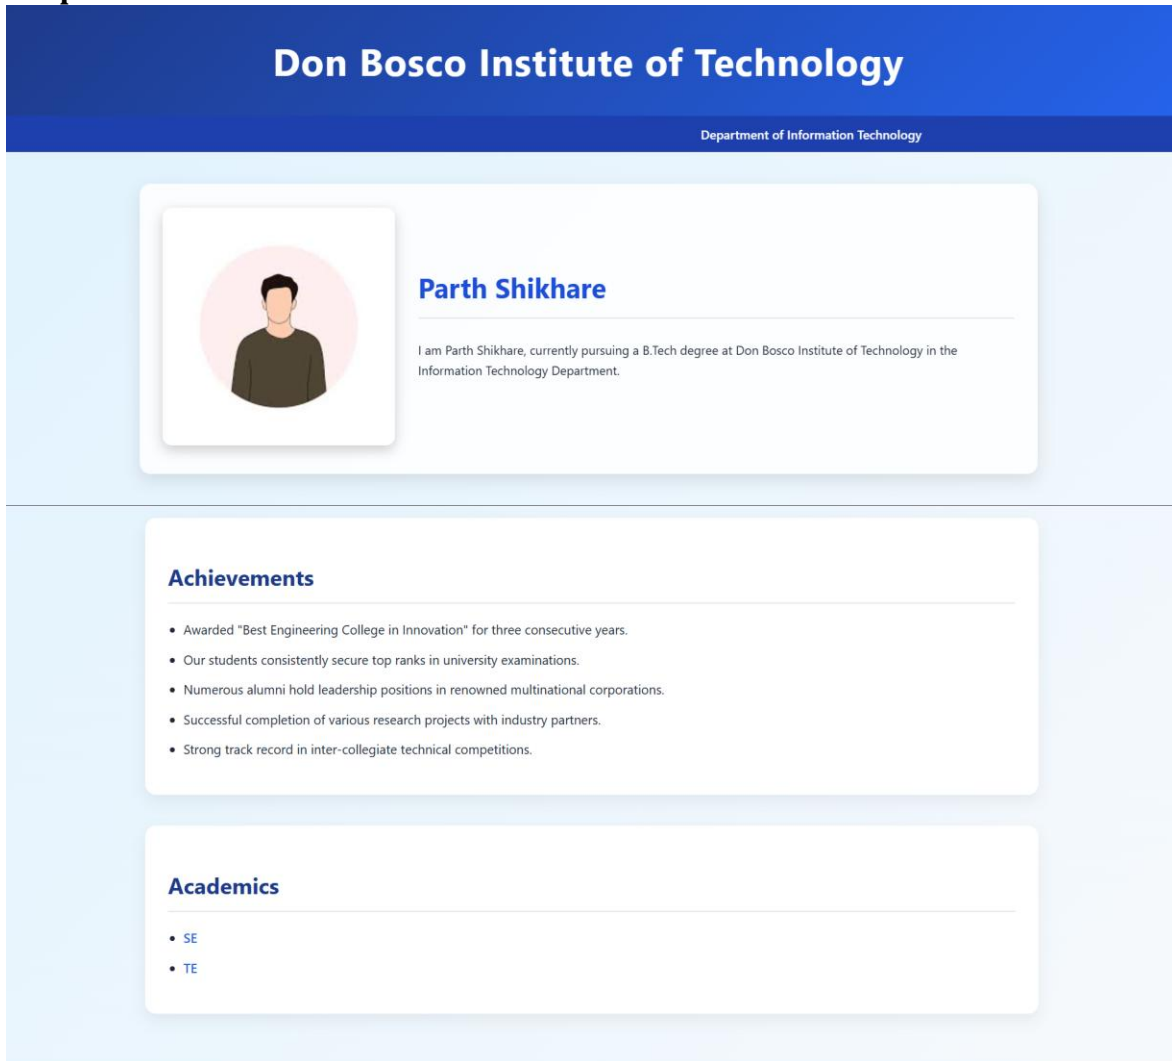 Don Bosco Institute of Technology
Department of Information Technology
Parth Shikhare
I am Parth Shikhare, currently pursuing a B.Tech degree at Don Bosco Institute of Technology in the
Information Technology Department.
Achievements
• Awarded "Best Engineering College in Innovation" for three consecutive years.
• Our students consistently secure top ranks in university examinations.
• Numerous alumni hold leadership positions in renowned multinational corporations.
• Successful completion of various research projects with industry partners.
• Strong track record in inter-collegiate technical competitions.
Academics
• SE
• TE